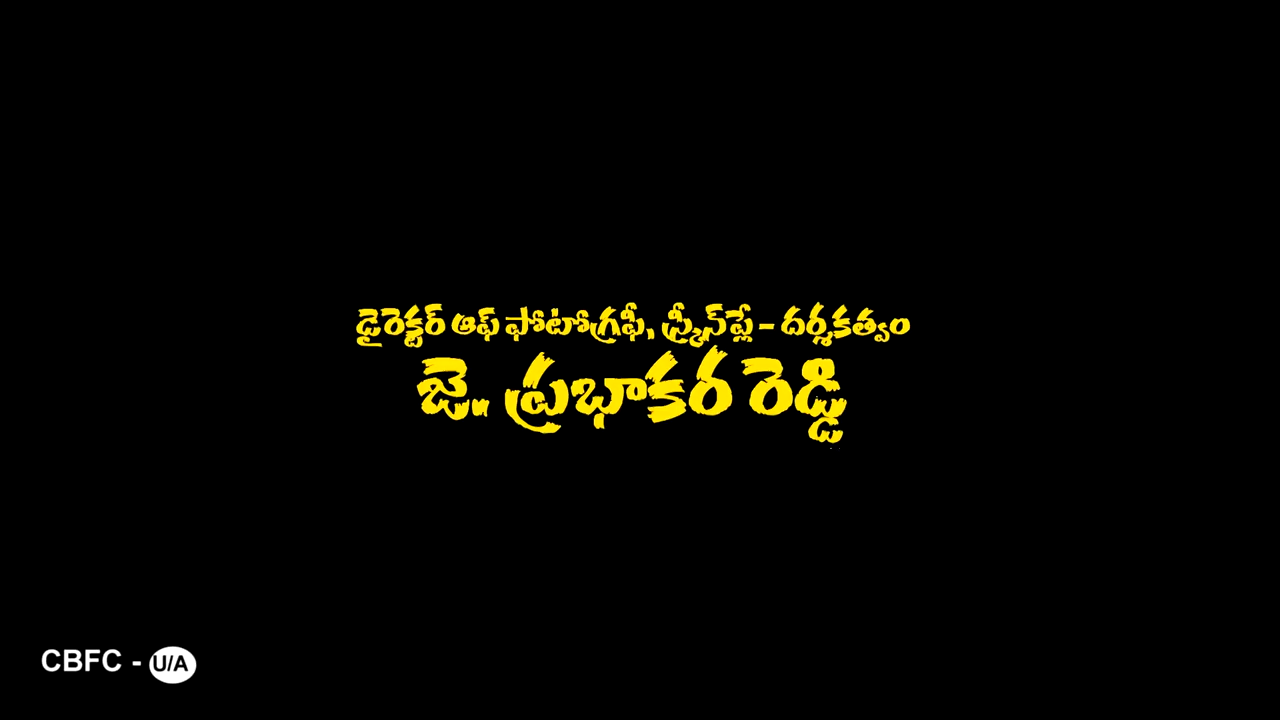 డైరెక్టర్ ఆఫ్ ఫోటోగ్రఫీ, స్క్రీన్‌ప్లే - దర్శకత్వం
జె. ప్రభాకర రెడ్డి
CBFC - U/A